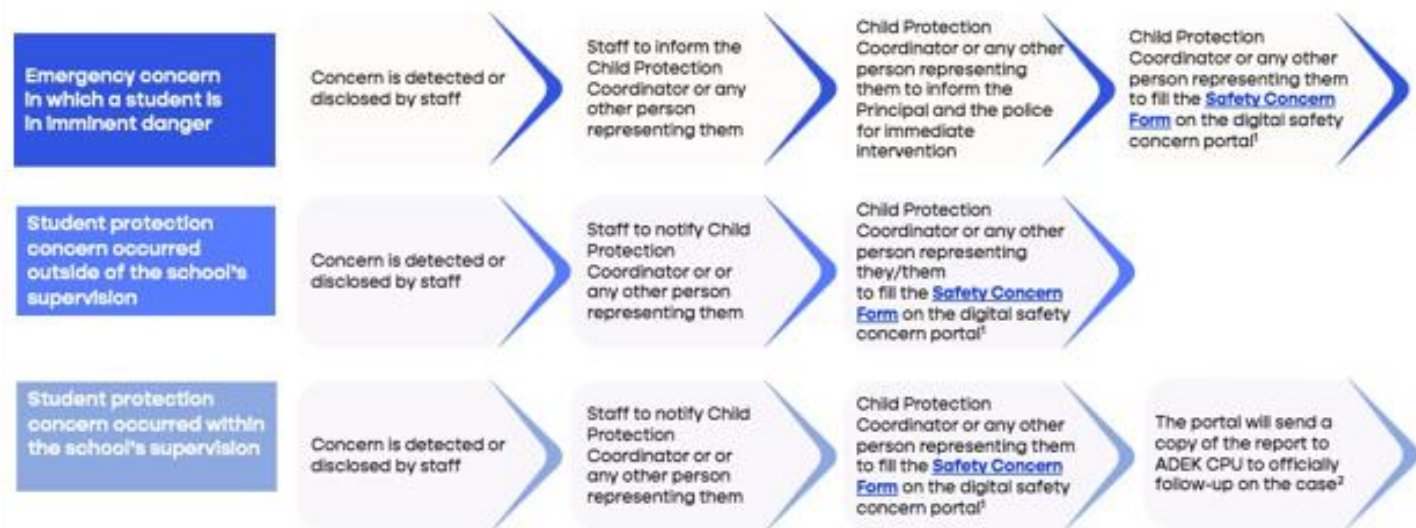 Emergency concern
in which a student is
in imminent danger
Concern is detected or
disclosed by staff
Staff to inform the
Child Protection
Coordinator or any
other person
representing them
Child Protection
Coordinator or any other
person representing
them to inform the
Principal and the police
for immediate
intervention
Child Protection
Coordinator or any other
person representing them
to fill the Safety Concern
Form on the digital safety
concern portal¹
Student protection
concern occurred
outside of the school's
supervision
Concern is detected or
disclosed by staff
Staff to notify Child
Protection
Coordinator or or
any other person
representing them
Child Protection
Coordinator or any other
person representing
they/them
to fill the Safety Concern
Form on the digital safety
concern portal¹
Student protection
concern occurred within
the school's supervision
Concern is detected or
disclosed by staff
Staff to notify Child
Protection
Coordinator or or
any other person
representing them
Child Protection
Coordinator or any other
person representing them
to fill the Safety Concern
Form on the digital safety
concern portal¹
The portal will send a
copy of the report to
ADEK CPU to officially
follow-up on the case²